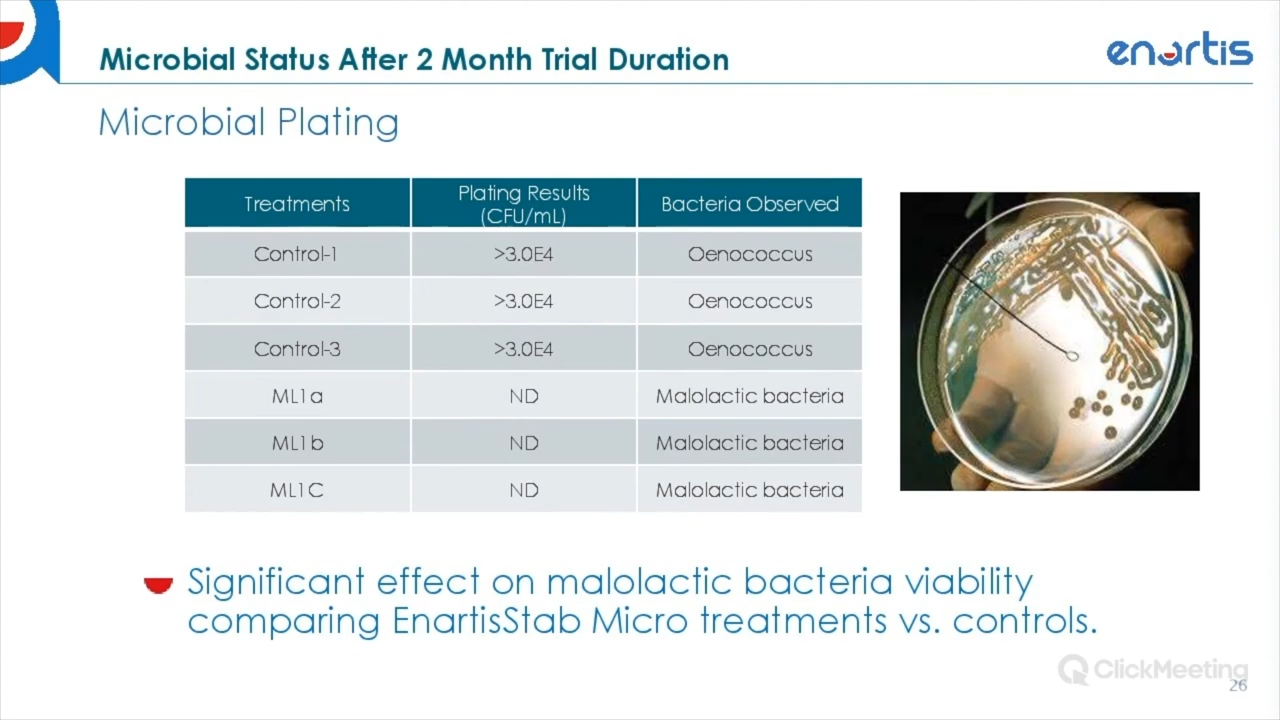 Microbial Status After 2 Month Trial Duration
enartis
Microbial Plating
Treatments
Plating Results
(CFU/mL)
Bacteria Observed
Control-1 >3.0E4 Oenococcus
Control-2 >3.0E4 Oenococcus
Control-3 >3.0E4 Oenococcus
ML1a ND Malolactic bacteria
ML1b ND Malolactic bacteria
ML1C ND Malolactic bacteria
Significant effect on malolactic bacteria viability
comparing EnartisStab Micro treatments vs. controls.
ClickMeeting
26